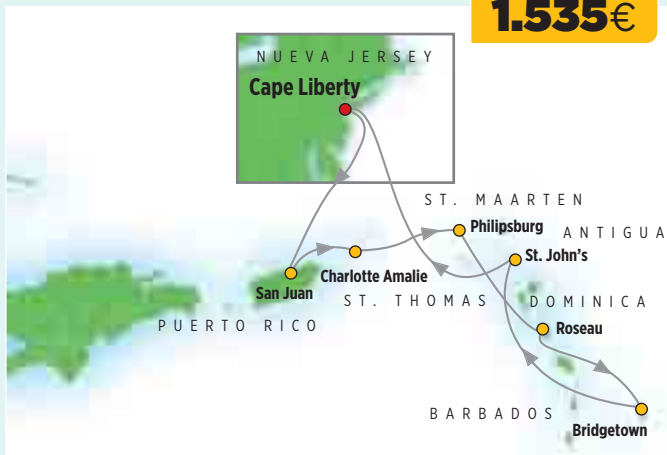 1.535€
NUEVA JERSEY
Cape Liberty
ST. MAARTEN
Philipsburg
ANTIGUA
St. John's
Charlotte Amalie
San Juan
ST. THOMAS
DOMINICA
PUERTO RICO
Roseau
BARBADOS
Bridgetown